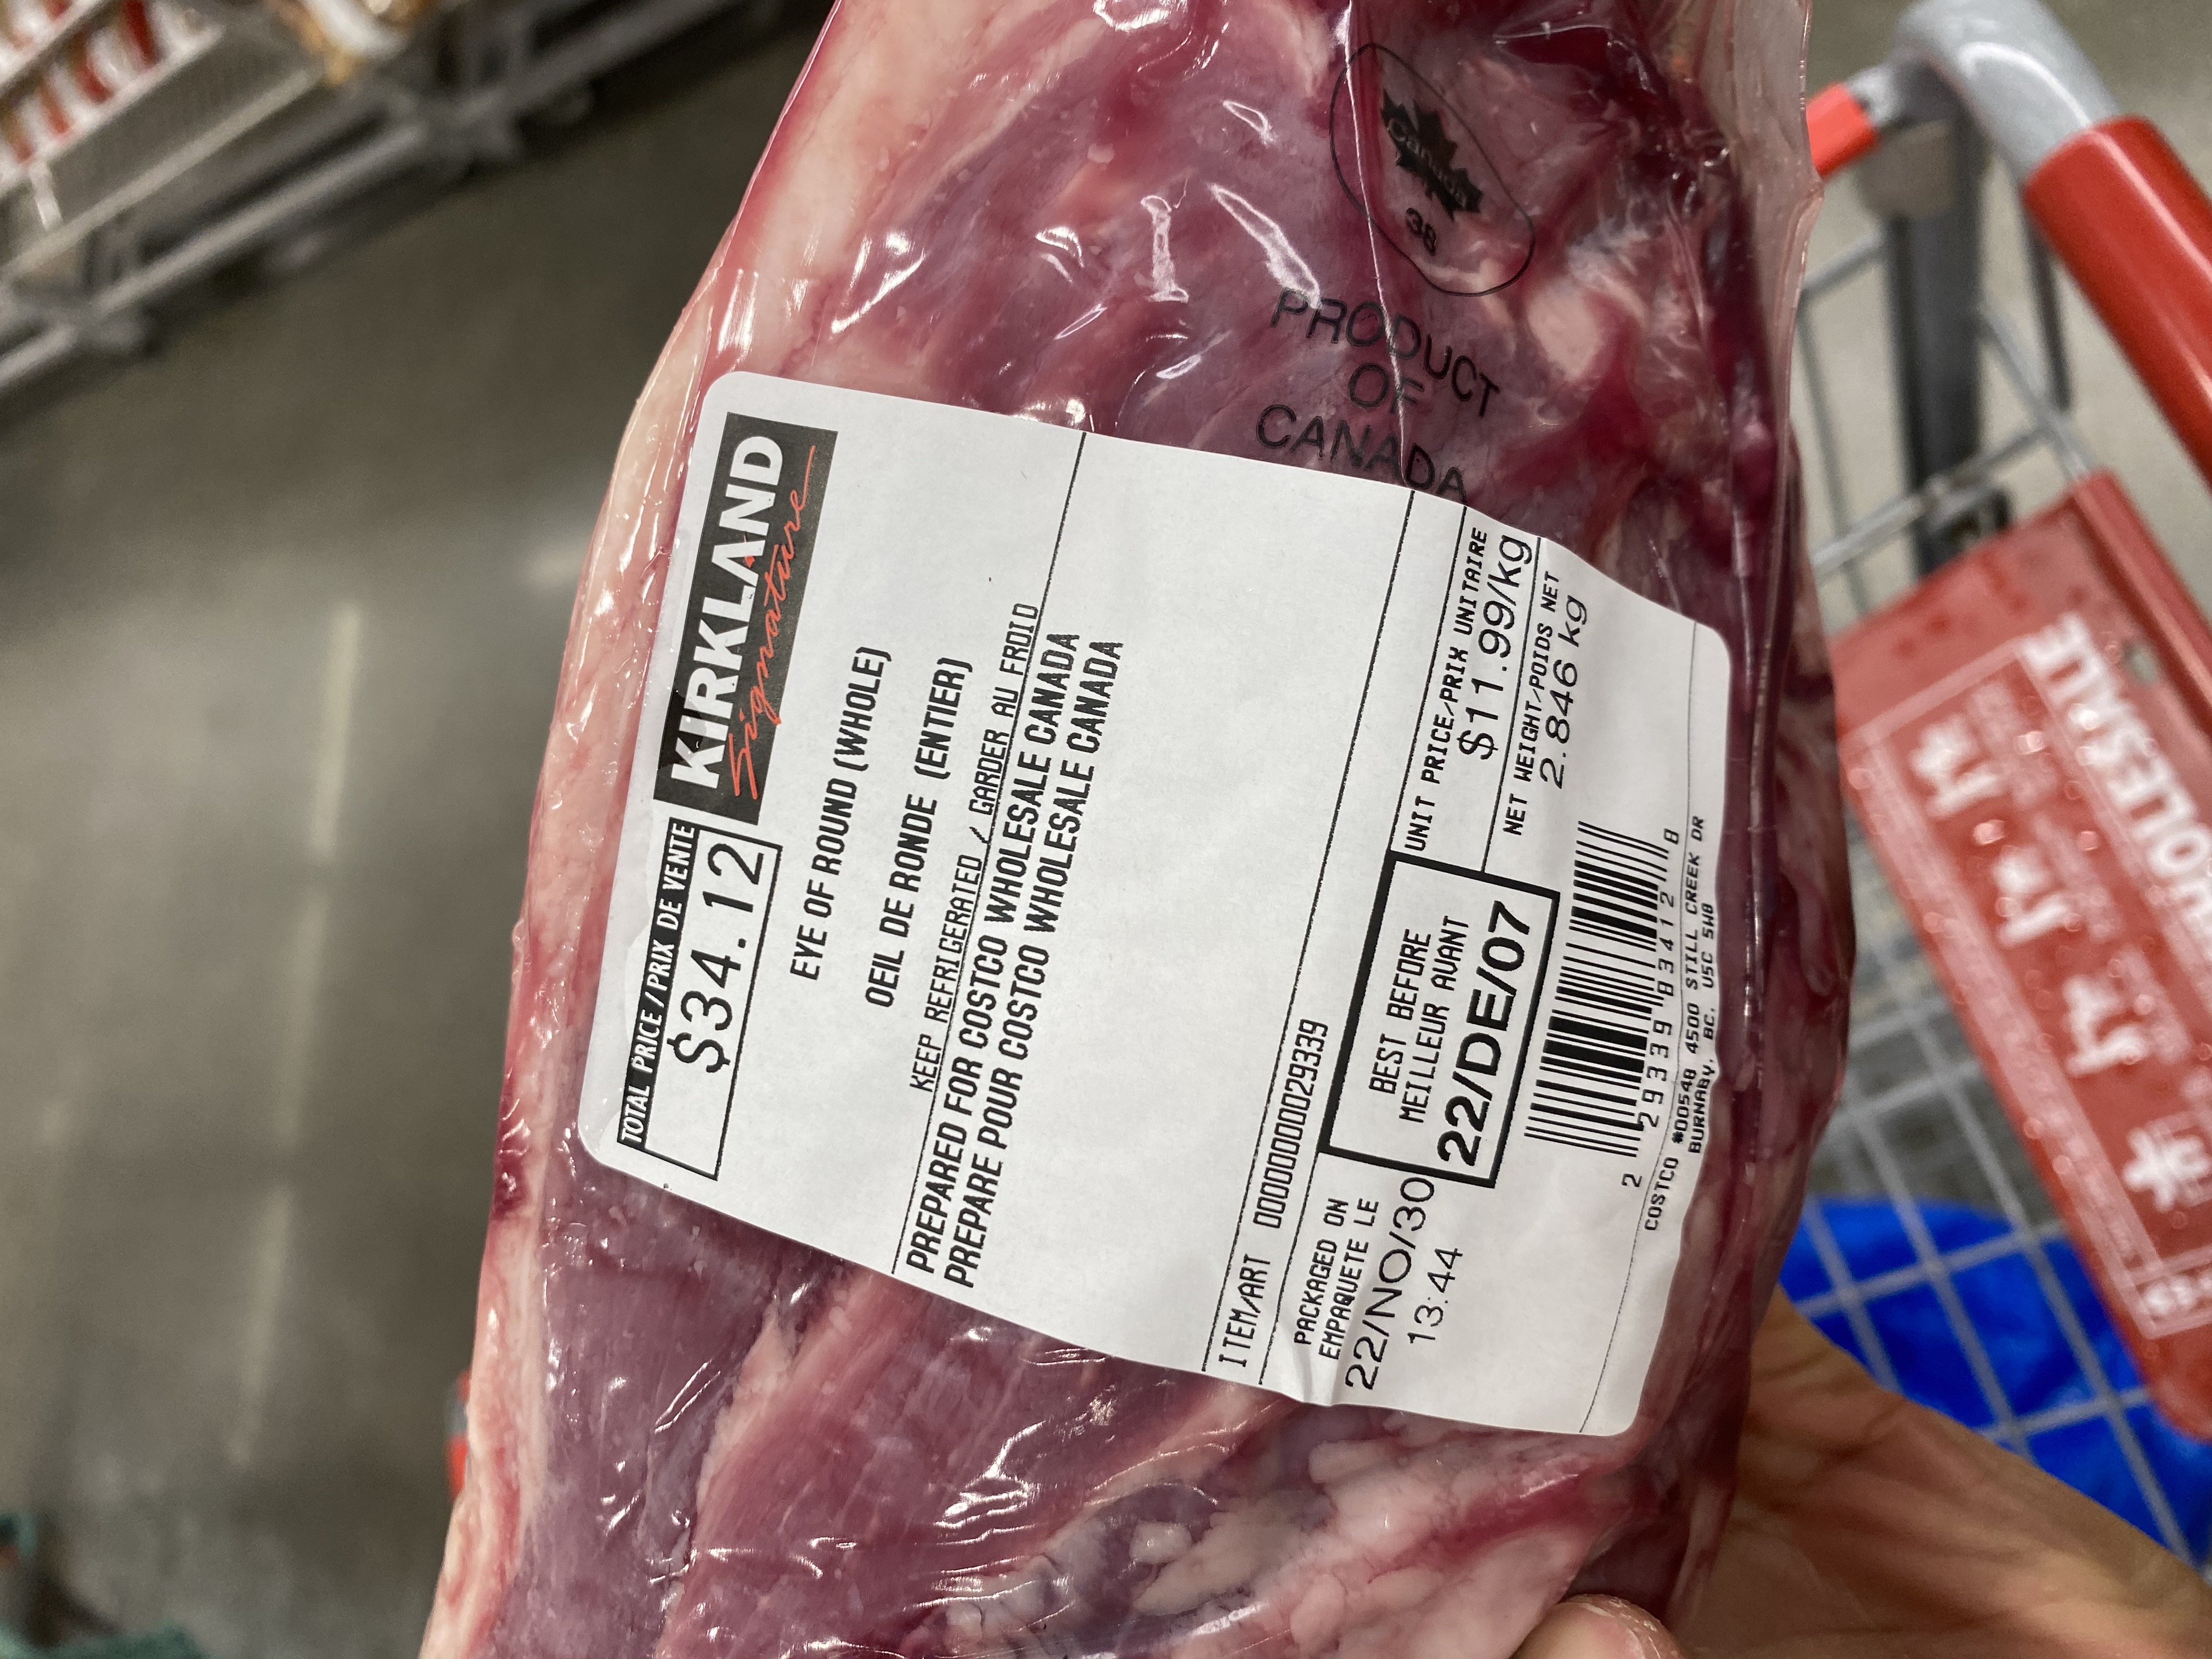 TOTAL PRICE / PRIX DE VENTE
$34.12
KIRKLAND
Signature
EYE OF ROUND (WHOLE)
OEIL DE RONDE (ENTIER)
KEEP REFRIGERATED / GARDER AU FROID
PREPARED FOR COSTCO WHOLESALE CANADA
PREPARE POUR COSTCO WHOLESALE CANADA
ITEM/ART 00000000029339
PACKAGED ON
EMPAQUETE LE
22/NO/30
13:44
BEST BEFORE
MEILLEUR AVANT
22/DE/07
UNIT PRICE/PRIX UNITAIRE
$11.99/kg
NET WEIGHT/POIDS NET
2.846 kg
2 29339 83412 8
COSTCO #00548 4500 STILL CREEK DR
BURNABY, BC. V5C 5W8
PRODUCT
OF
CANADA
Canada
38
WHOLESALE